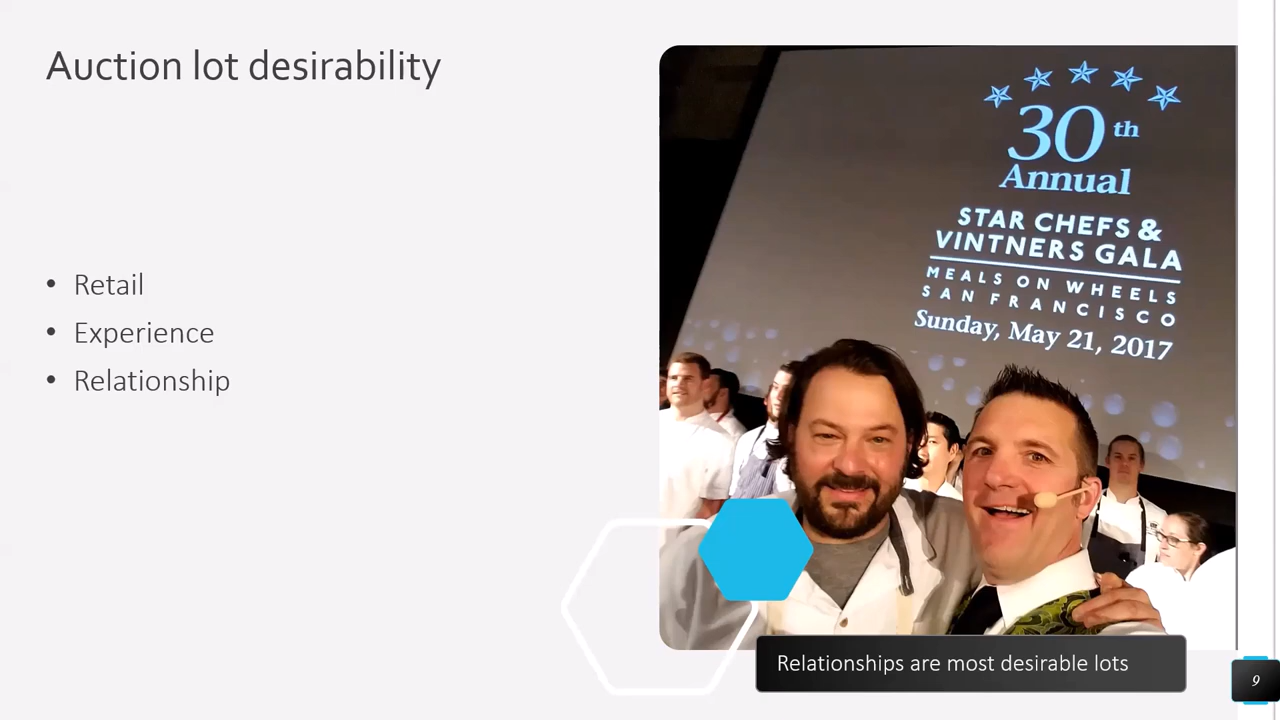 Auction lot desirability
• Retail
• Experience
• Relationship
30th
Annual
STAR CHEFS &
VINTNERS GALA
MEALS ON WHEELS
SAN FRANCISCO
Sunday, May 21, 2017
Relationships are most desirable lots
9